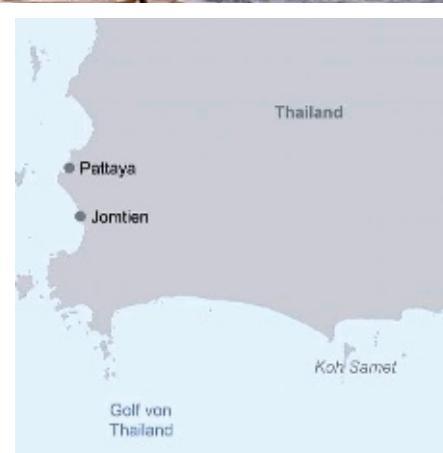 Thailand
Pattaya
Jomtien
Koh Samet
Golf von
Thailand